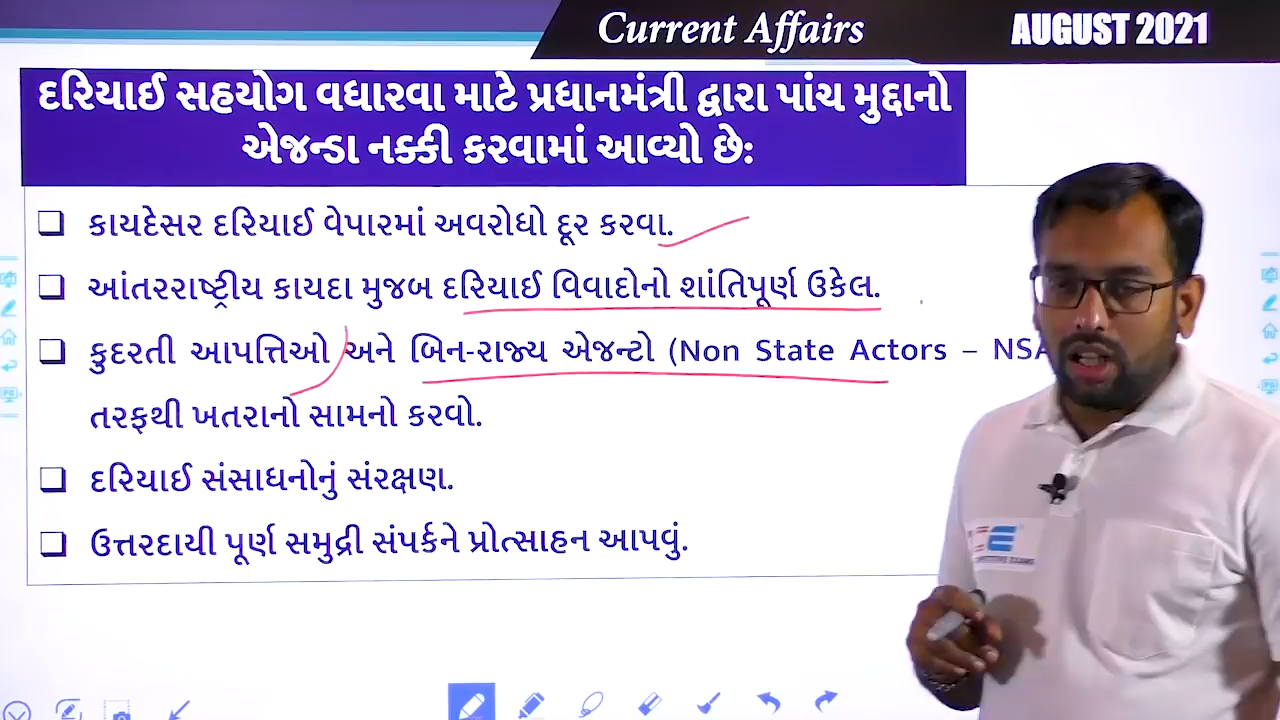 Current Affairs
AUGUST 2021
દરિયાઈ સહયોગ વધારવા માટે પ્રધાનમંત્રી દ્વારા પાંચ મુદ્દાનો
એજન્ડા નક્કી કરવામાં આવ્યો છે:
કાયદેસર દરિયાઈ વેપારમાં અવરોધો દૂર કરવા.
આંતરરાષ્ટ્રીય કાયદા મુજબ દરિયાઈ વિવાદોનો શાંતિપૂર્ણ ઉકેલ.
કુદરતી આપત્તિઓ અને બિન-રાજ્ય એજન્ટો (Non State Actors – NSA
તરફથી ખતરાનો સામનો કરવો.
દરિયાઈ સંસાધનોનું સંરક્ષણ.
ઉત્તરદાયી પૂર્ણ સમુદ્રી સંપર્કને પ્રોત્સાહન આપવું.